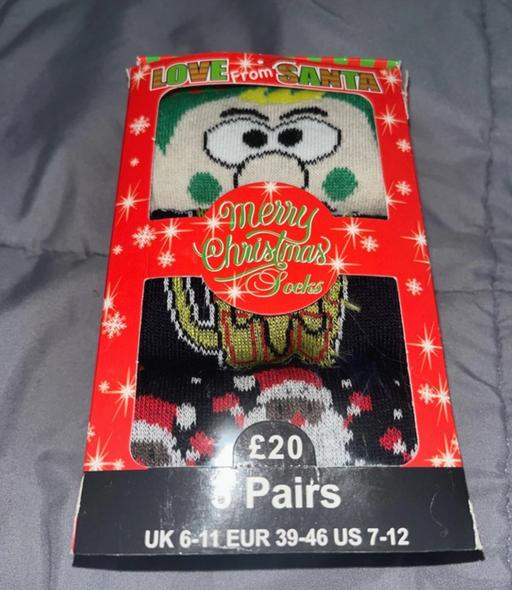 LOVE From SANTA
Merry
Christmas
Socks
£20
Pairs
UK 6-11 EUR 39-46 US 7-12